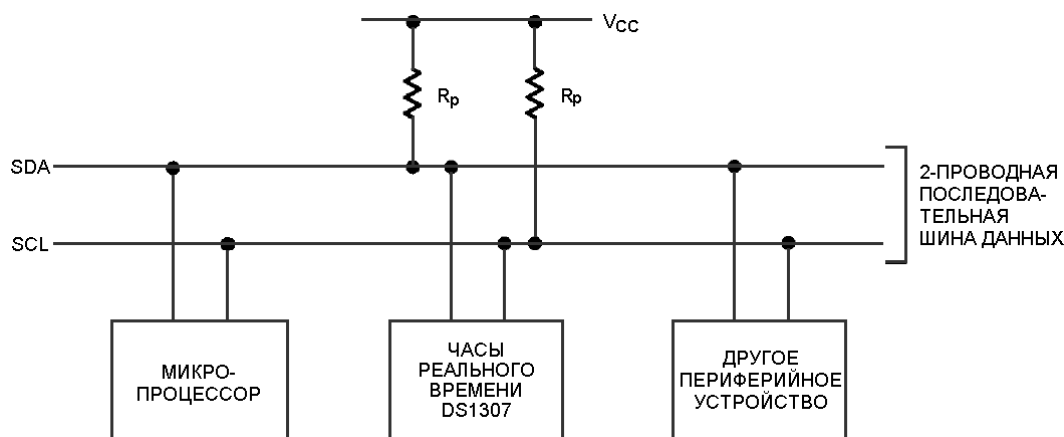 VCC
Rp
Rp
SDA
SCL
2-ПРОВОДНАЯ
ПОСЛЕДОВА-
ТЕЛЬНАЯ
ШИНА ДАННЫХ
МИКРО-
ПРОЦЕССОР
ЧАСЫ
РЕАЛЬНОГО
ВРЕМЕНИ
DS1307
ДРУГОЕ
ПЕРИФЕРИЙНОЕ
УСТРОЙСТВО